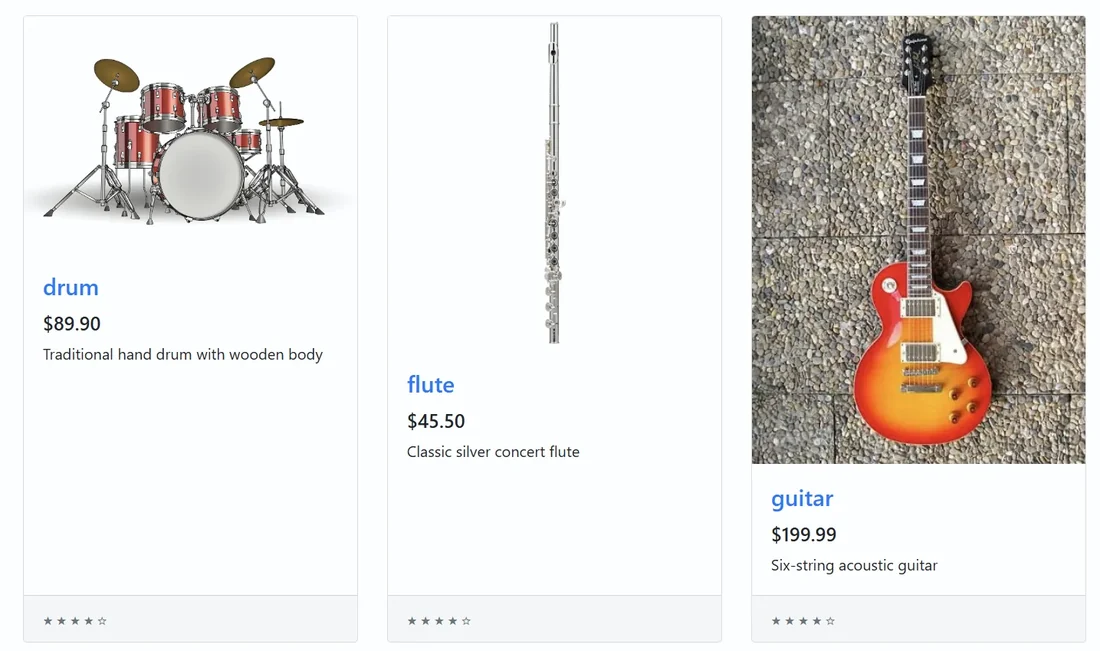 drum
$89.90
Traditional hand drum with wooden body
★ ★ ★ ★ ☆
flute
$45.50
Classic silver concert flute
★ ★ ★ ★ ☆
Epiphone
guitar
$199.99
Six-string acoustic guitar
★ ★ ★ ★ ☆